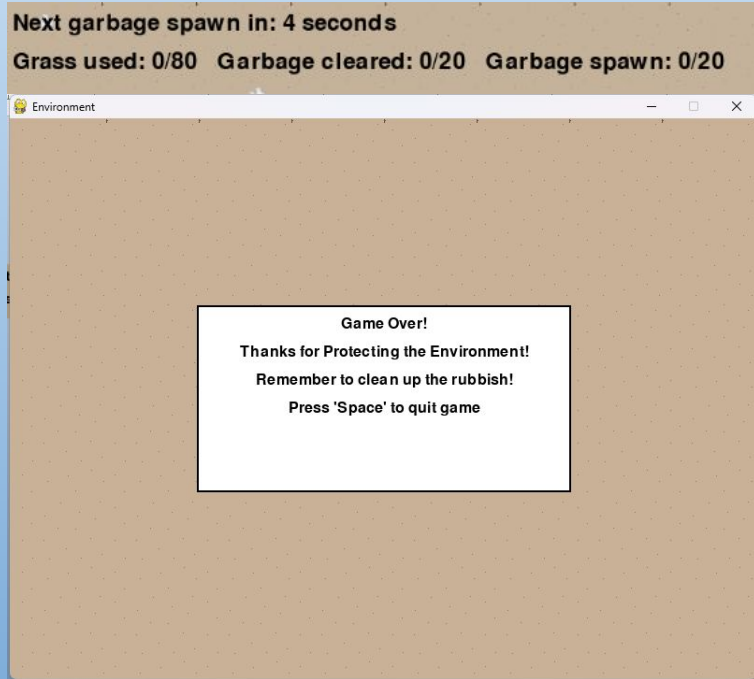 Next garbage spawn in: 4 seconds
Grass used: 0/80 Garbage cleared: 0/20 Garbage spawn: 0/20
Environment
Game Over!
Thanks for Protecting the Environment!
Remember to clean up the rubbish!
Press 'Space' to quit game